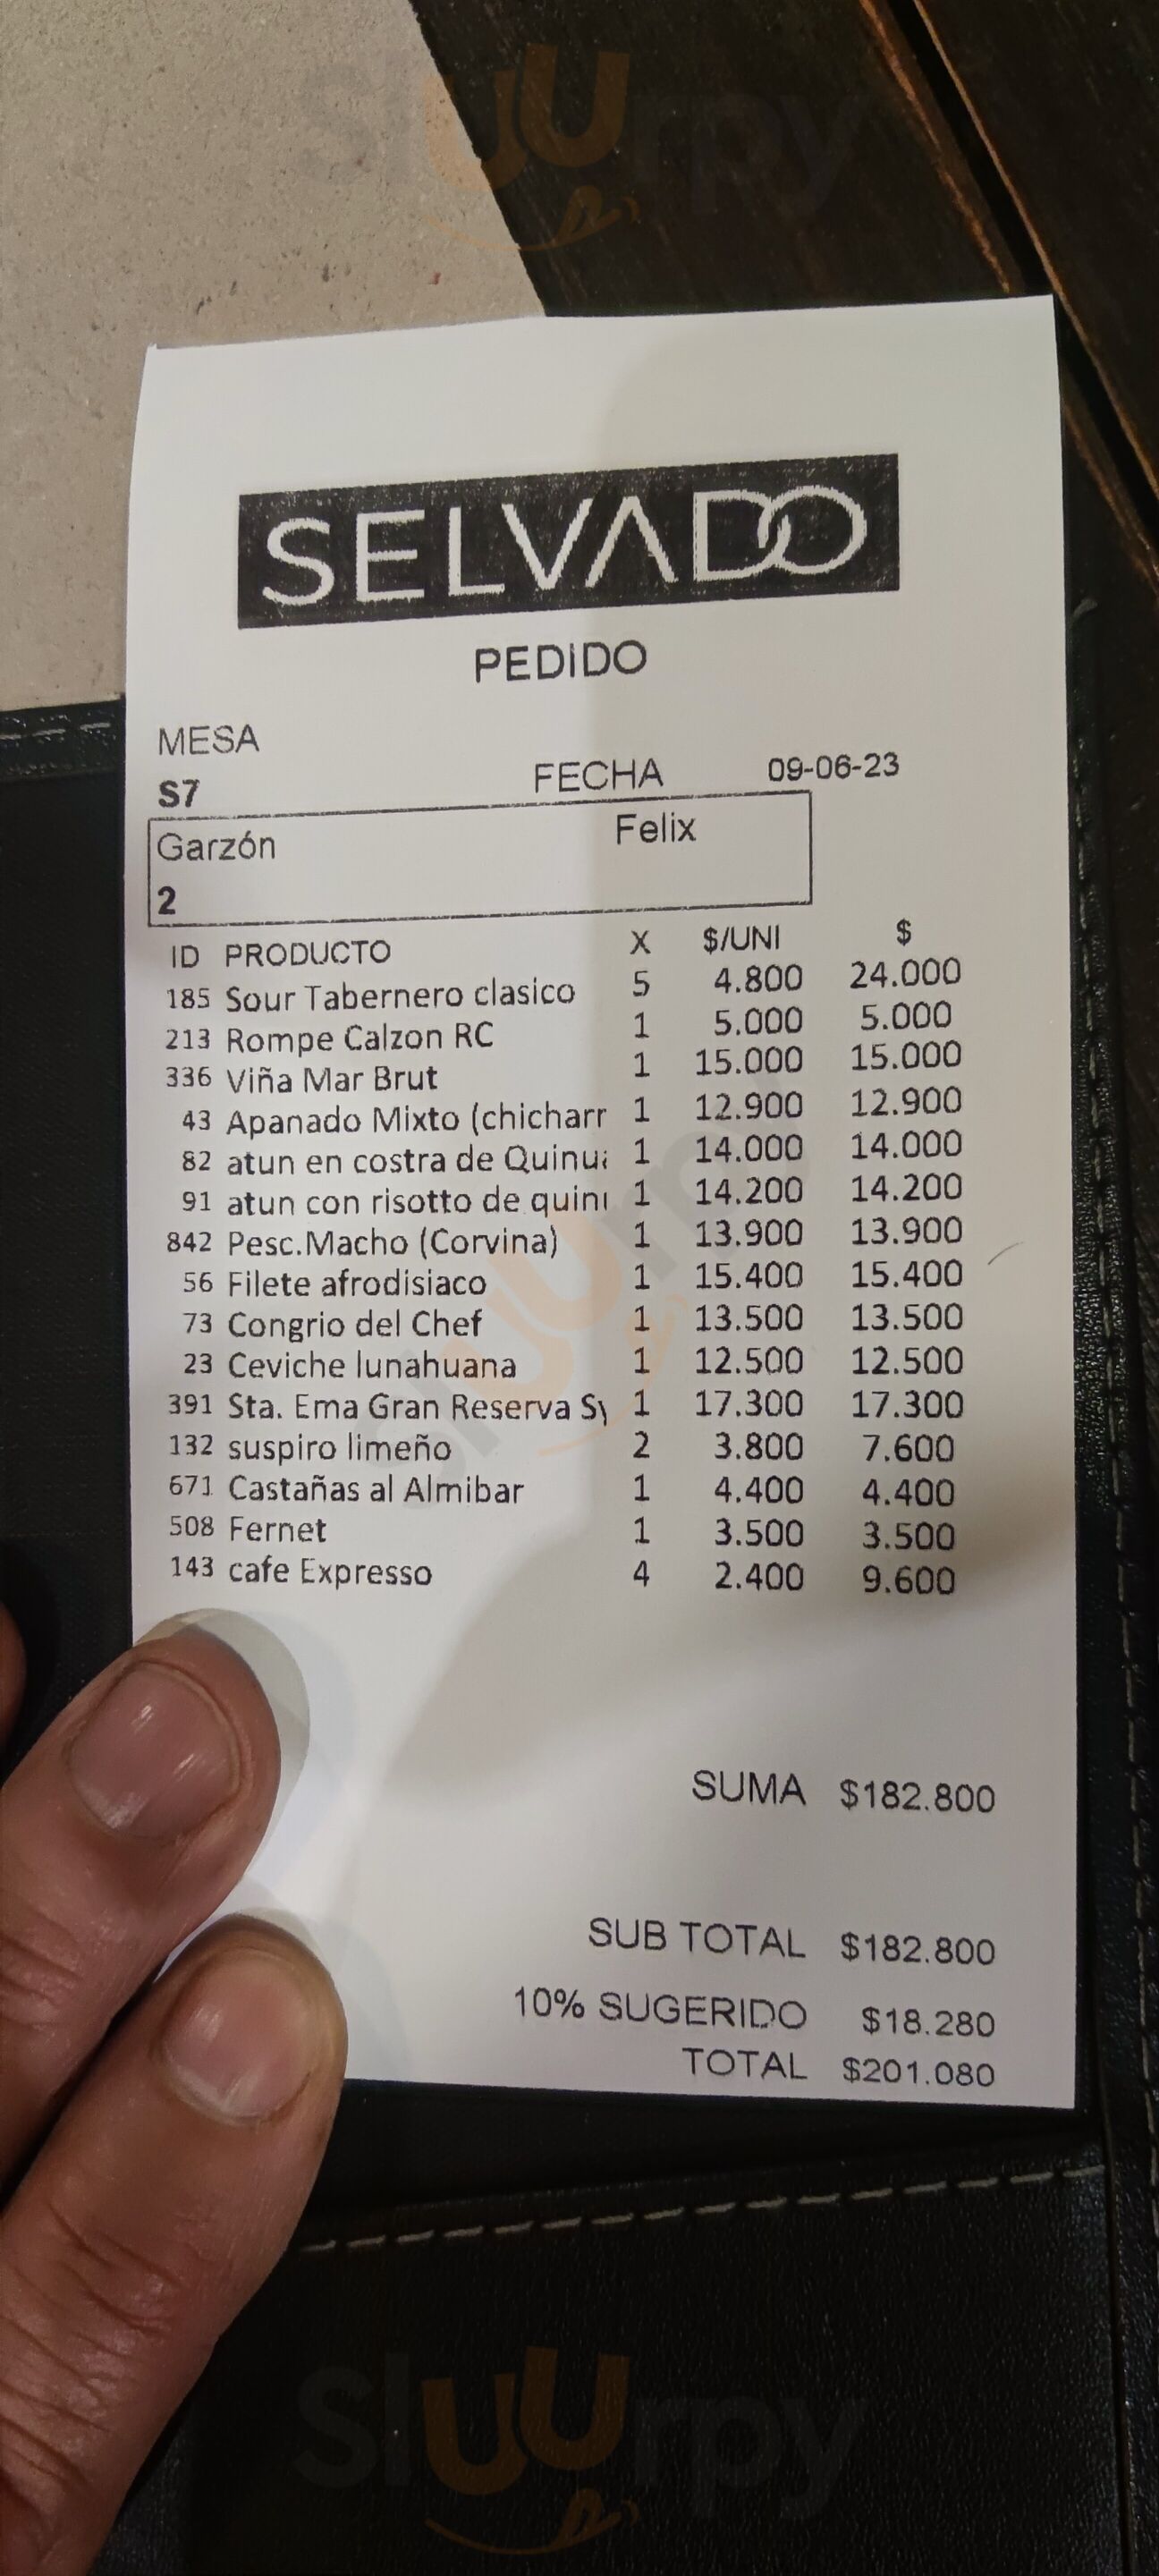 Sluurpy
SELVADO
PEDIDO
MESA
S7 FECHA 09-06-23
Garzón Felix
2
ID PRODUCTO X $/UNI $
185 Sour Tabernero clasico 5 4.800 24.000
213 Rompe Calzon RC 1 5.000 5.000
336 Viña Mar Brut 1 15.000 15.000
43 Apanado Mixto (chicharr 1 12.900 12.900
82 atun en costra de Quinu 1 14.000 14.000
91 atun con risotto de quin 1 14.200 14.200
842 Pesc.Macho (Corvina) 1 13.900 13.900
56 Filete afrodisiaco 1 15.400 15.400
73 Congrio del Chef 1 13.500 13.500
23 Ceviche lunahuana 1 12.500 12.500
391 Sta. Ema Gran Reserva S 1 17.300 17.300
132 suspiro limeño 2 3.800 7.600
671 Castañas al Almibar 1 4.400 4.400
508 Fernet 1 3.500 3.500
143 cafe Expresso 4 2.400 9.600
SUMA $182.800
SUB TOTAL $182.800
10% SUGERIDO $18.280
TOTAL $201.080
Sluurpy
Sluurpy